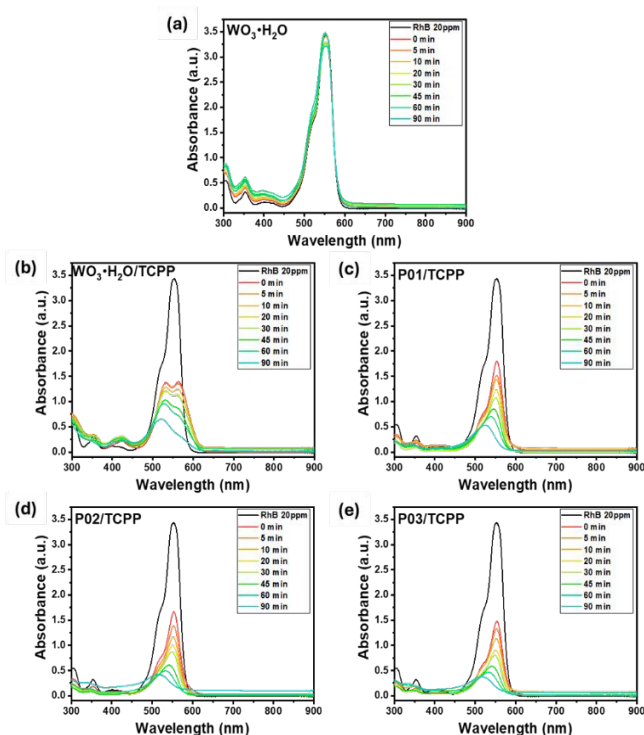 (a)
WO₃•H₂O
RhB 20ppm
0 min
5 min
10 min
20 min
30 min
45 min
60 min
90 min
3.5
3.0
2.5
2.0
1.5
1.0
0.5
0.0
Absorbance (a.u.)
300 400 500 600 700 800 900
Wavelength (nm)
(b)
WO₃•H₂O/TCPP
RhB 20ppm
0 min
5 min
10 min
20 min
30 min
45 min
60 min
90 min
3.5
3.0
2.5
2.0
1.5
1.0
0.5
0.0
Absorbance (a.u.)
300 400 500 600 700 800 900
Wavelength (nm)
(c)
P01/TCPP
RhB 20ppm
0 min
5 min
10 min
20 min
30 min
45 min
60 min
90 min
3.5
3.0
2.5
2.0
1.5
1.0
0.5
0.0
Absorbance (a.u.)
300 400 500 600 700 800 900
Wavelength (nm)
(d)
P02/TCPP
RhB 20ppm
0 min
5 min
10 min
20 min
30 min
45 min
60 min
90 min
3.5
3.0
2.5
2.0
1.5
1.0
0.5
0.0
Absorbance (a.u.)
300 400 500 600 700 800 900
Wavelength (nm)
(e)
P03/TCPP
RhB 20ppm
0 min
5 min
10 min
20 min
30 min
45 min
60 min
90 min
3.5
3.0
2.5
2.0
1.5
1.0
0.5
0.0
Absorbance (a.u.)
300 400 500 600 700 800 900
Wavelength (nm)